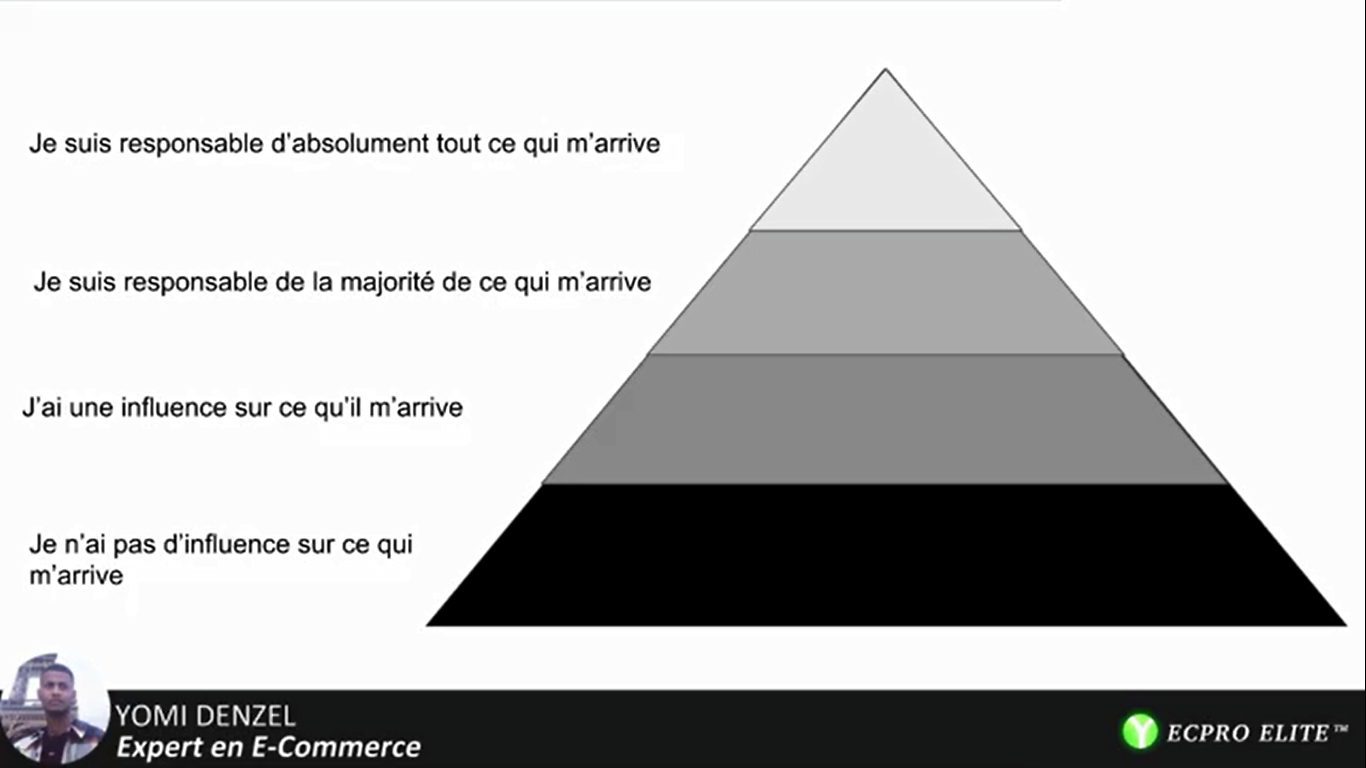 Je suis responsable d’absolument tout ce qui m’arrive
Je suis responsable de la majorité de ce qui m’arrive
J’ai une influence sur ce qu’il m’arrive
Je n’ai pas d’influence sur ce qui
m’arrive
YOMI DENZEL
Expert en E-Commerce
Y ECPRO ELITE™